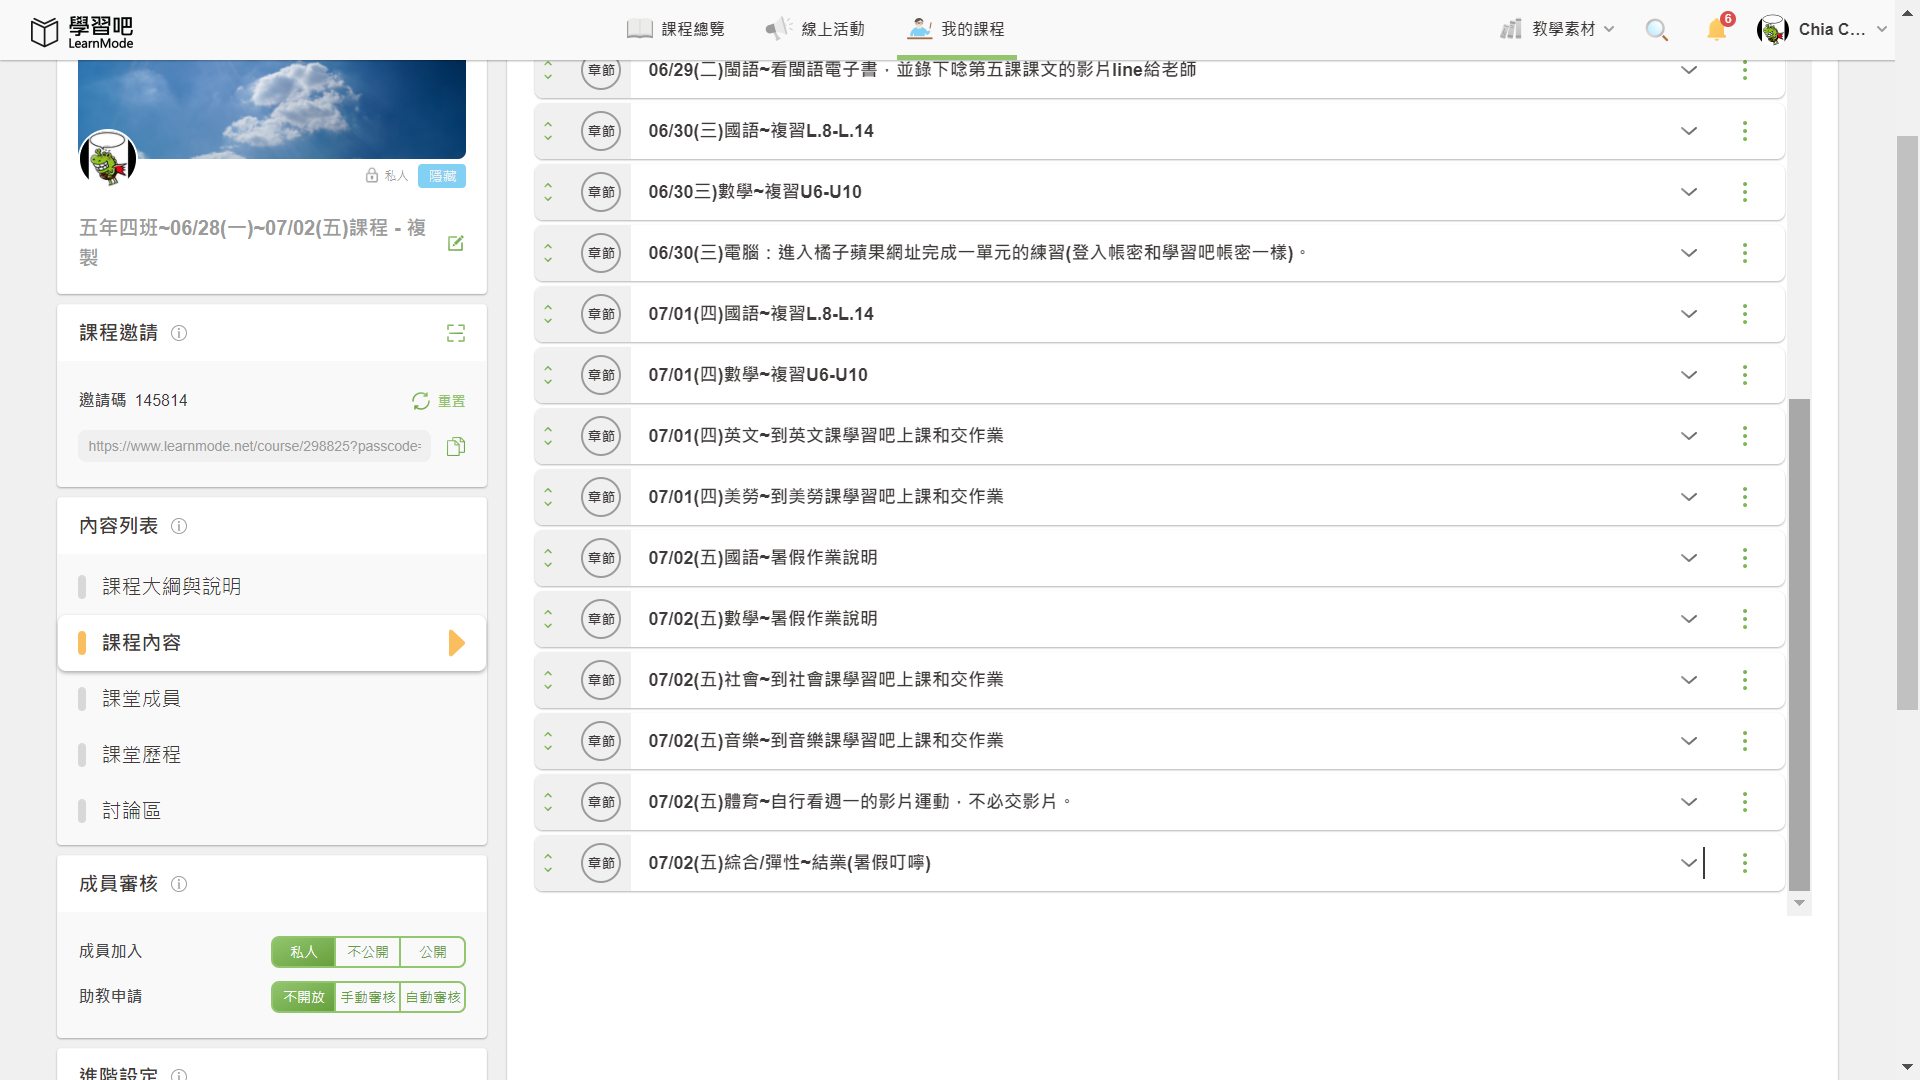 學習吧
LearnMode
課程總覽
線上活動
我的課程
教學素材
6
Chia C...
私人
隱藏
五年四班~06/28(一)~07/02(五)課程 - 複
製
課程邀請
邀請碼 145814
重置
https://www.learnmode.net/course/298825?passcode=
內容列表
課程大綱與說明
課程內容
課堂成員
課堂歷程
討論區
成員審核
成員加入
私人 不公開 公開
助教申請
不開放 手動審核 自動審核
進階設定
章節 06/29(二)閩語~看閩語電子書，並錄下唸第五課課文的影片line給老師
章節 06/30(三)國語~複習L.8-L.14
章節 06/30三)數學~複習U6-U10
章節 06/30(三)電腦：進入橘子蘋果網址完成一單元的練習(登入帳密和學習吧帳密一樣)。
章節 07/01(四)國語~複習L.8-L.14
章節 07/01(四)數學~複習U6-U10
章節 07/01(四)英文~到英文課學習吧上課和交作業
章節 07/01(四)美勞~到美勞課學習吧上課和交作業
章節 07/02(五)國語~暑假作業說明
章節 07/02(五)數學~暑假作業說明
章節 07/02(五)社會~到社會課學習吧上課和交作業
章節 07/02(五)音樂~到音樂課學習吧上課和交作業
章節 07/02(五)體育~自行看週一的影片運動，不必交影片。
章節 07/02(五)綜合/彈性~結業(暑假叮嚀)